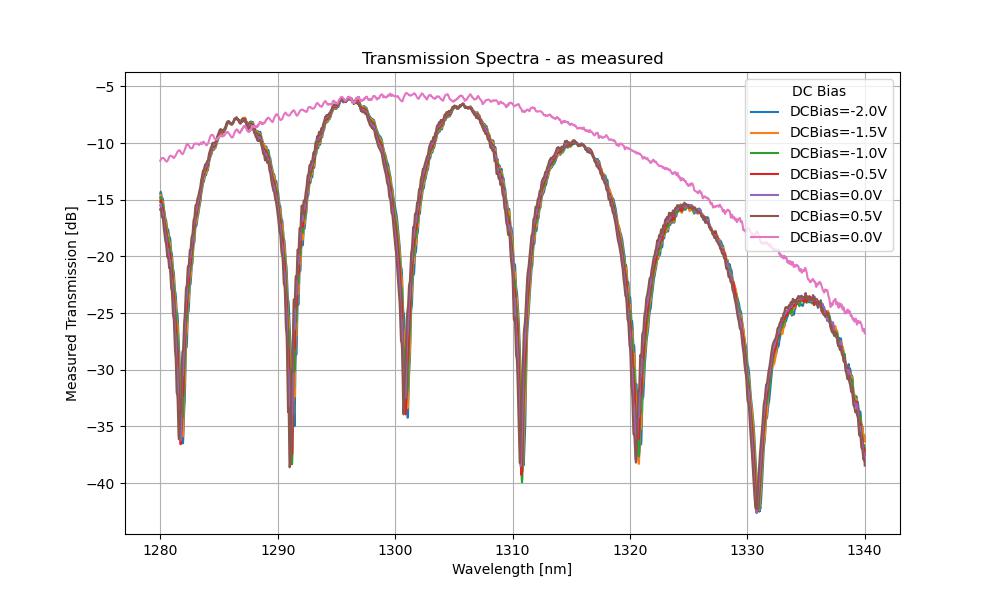 Transmission Spectra - as measured
Measured Transmission [dB]
−5
−10
−15
−20
−25
−30
−35
−40
DC Bias
DCBias=-2.0V
DCBias=-1.5V
DCBias=-1.0V
DCBias=-0.5V
DCBias=0.0V
DCBias=0.5V
DCBias=0.0V
1280
1290
1300
1310
1320
1330
1340
Wavelength [nm]